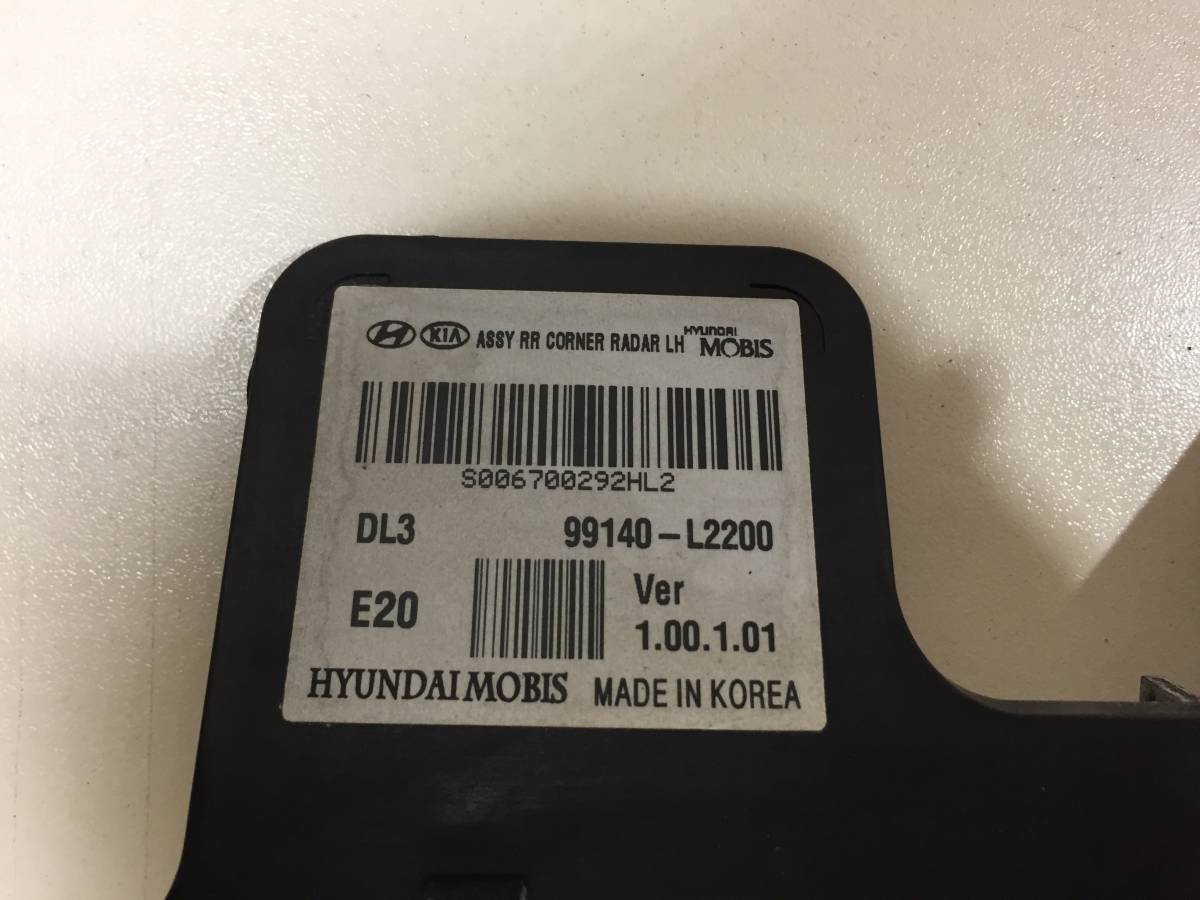 KIA ASSY RR CORNER RADAR LH HYUNDAI MOBIS
S006700292HL2
DL3 99140-L2200
E20 Ver
1.00.1.01
HYUNDAI MOBIS MADE IN KOREA